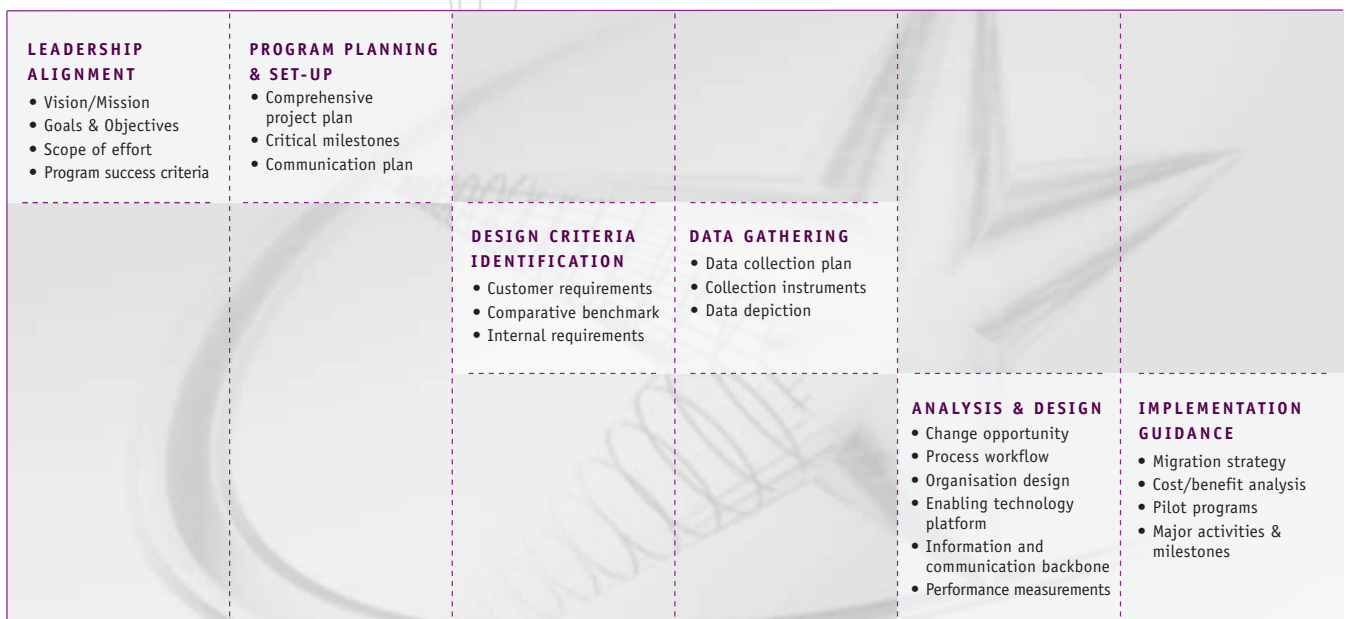 LEADERSHIP
ALIGNMENT
• Vision/Mission
• Goals & Objectives
• Scope of effort
• Program success criteria
PROGRAM PLANNING
& SET-UP
• Comprehensive
project plan
• Critical milestones
• Communication plan
DESIGN CRITERIA
IDENTIFICATION
• Customer requirements
• Comparative benchmark
• Internal requirements
DATA GATHERING
• Data collection plan
• Collection instruments
• Data depiction
ANALYSIS & DESIGN
• Change opportunity
• Process workflow
• Organisation design
• Enabling technology
platform
• Information and
communication backbone
• Performance measurements
IMPLEMENTATION
GUIDANCE
• Migration strategy
• Cost/benefit analysis
• Pilot programs
• Major activities &
milestones